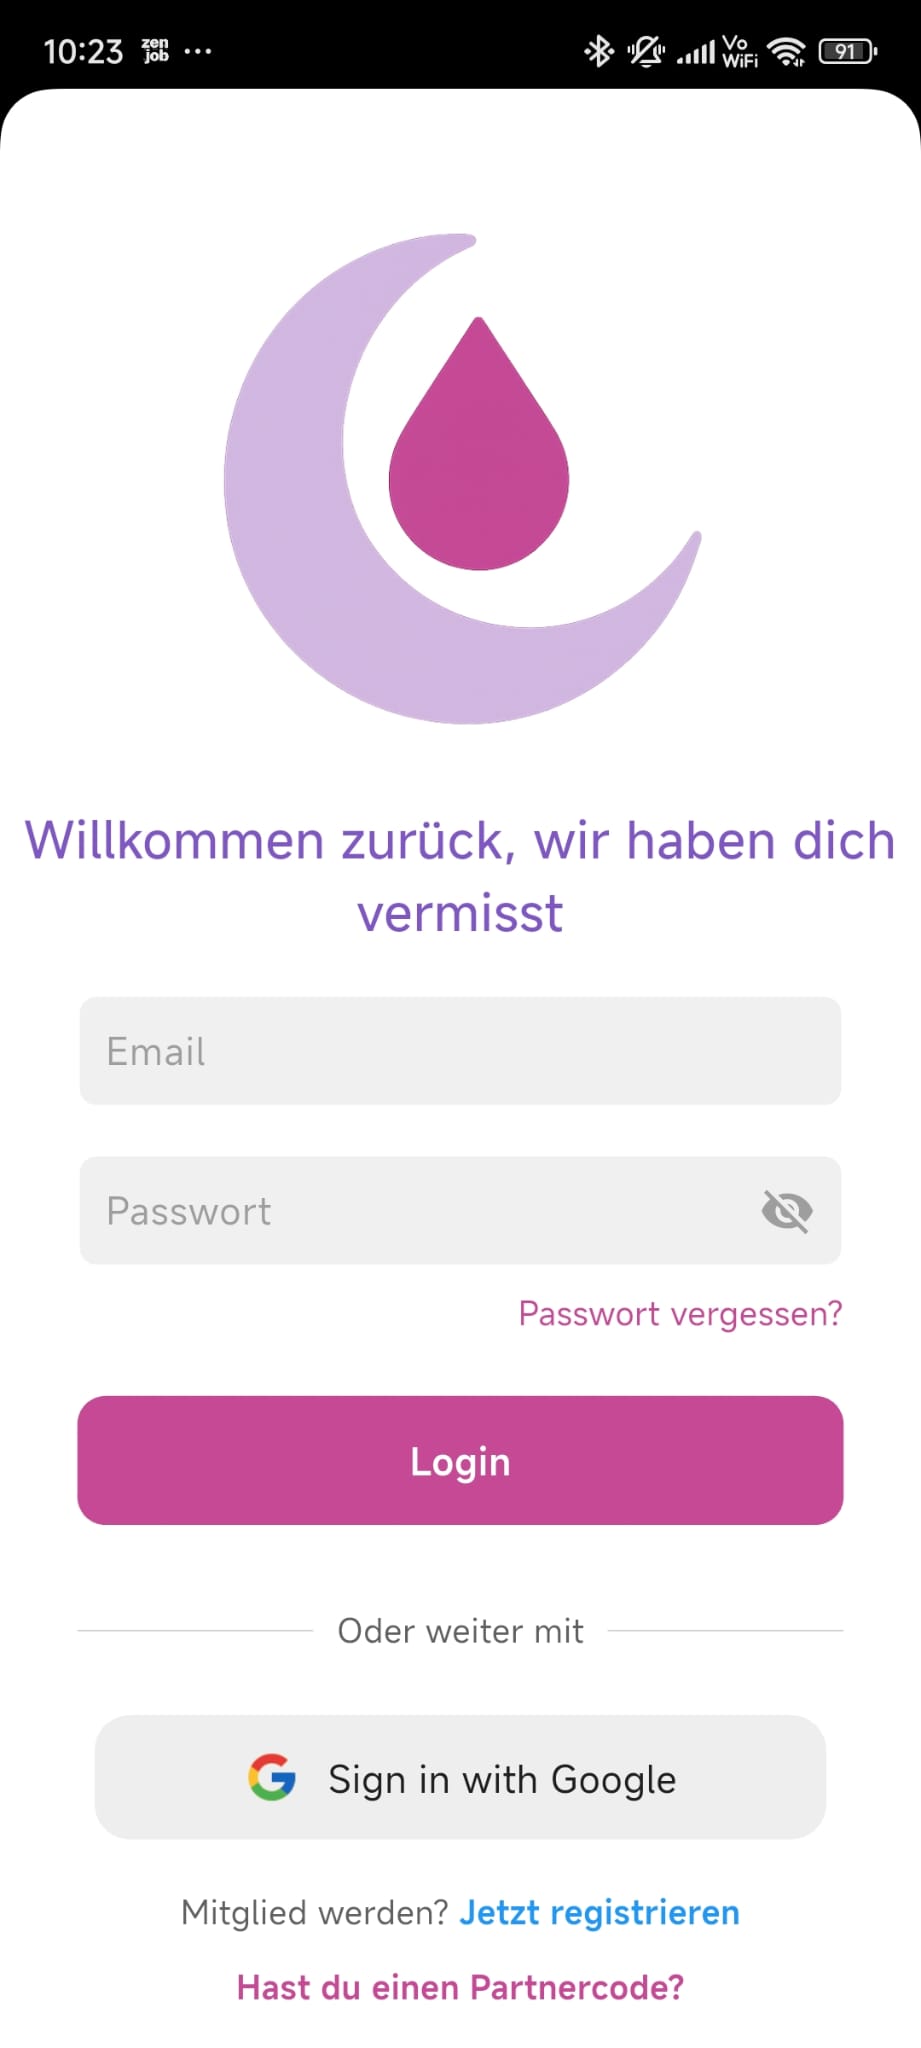 10:23 zen job ... Vo WiFi 91
Willkommen zurück, wir haben dich
vermisst
Email
Passwort
Passwort vergessen?
Login
Oder weiter mit
Sign in with Google
Mitglied werden? Jetzt registrieren
Hast du einen Partnercode?